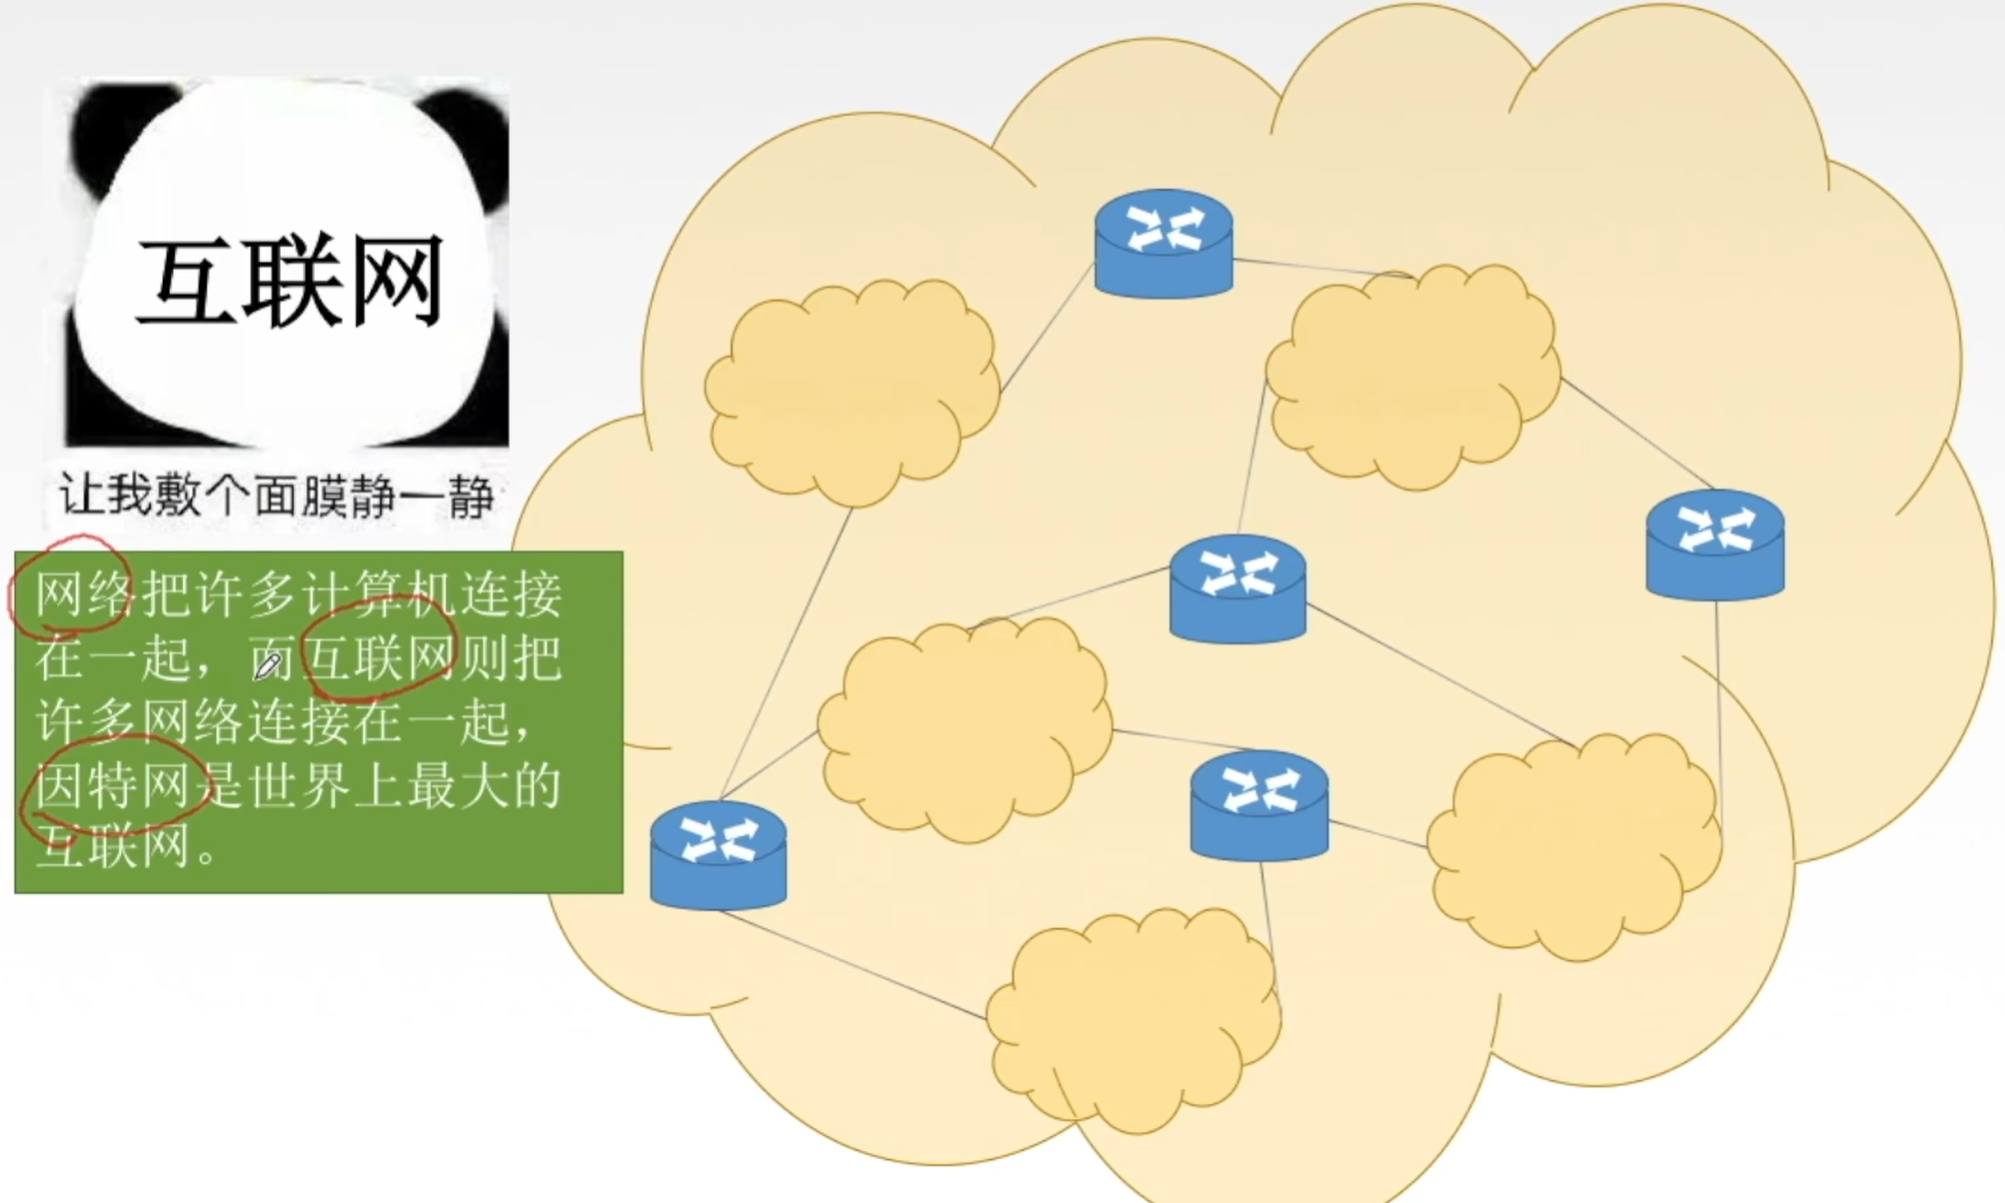 互联网
让我敷个面膜静一静
网络把许多计算机连接
在一起，而互联网则把
许多网络连接在一起，
因特网是世界上最大的
互联网。